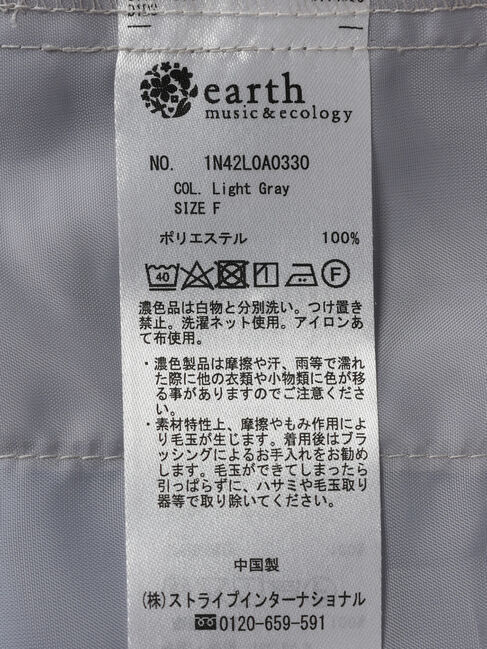 earth
music&ecology
NO. 1N42L0A0330
COL. Light Gray
SIZE F
ポリエステル 100%
40 F
濃色品は白物と分別洗い。つけ置き
禁止。洗濯ネット使用。アイロンあ
て布使用。
・濃色製品は摩擦や汗、雨等で濡れ
た際に他の衣類や小物類に色が移
る事がありますのでご注意くださ
い。
・素材特性上、摩擦やもみ作用によ
り毛玉が生じます。着用後はブラ
ッシングによるお手入れをお勧め
します。毛玉ができてしまったら
引っぱらずに、ハサミや毛玉取り
器等で取り除いてください。
中国製
(株)ストライプインターナショナル
0120-659-591